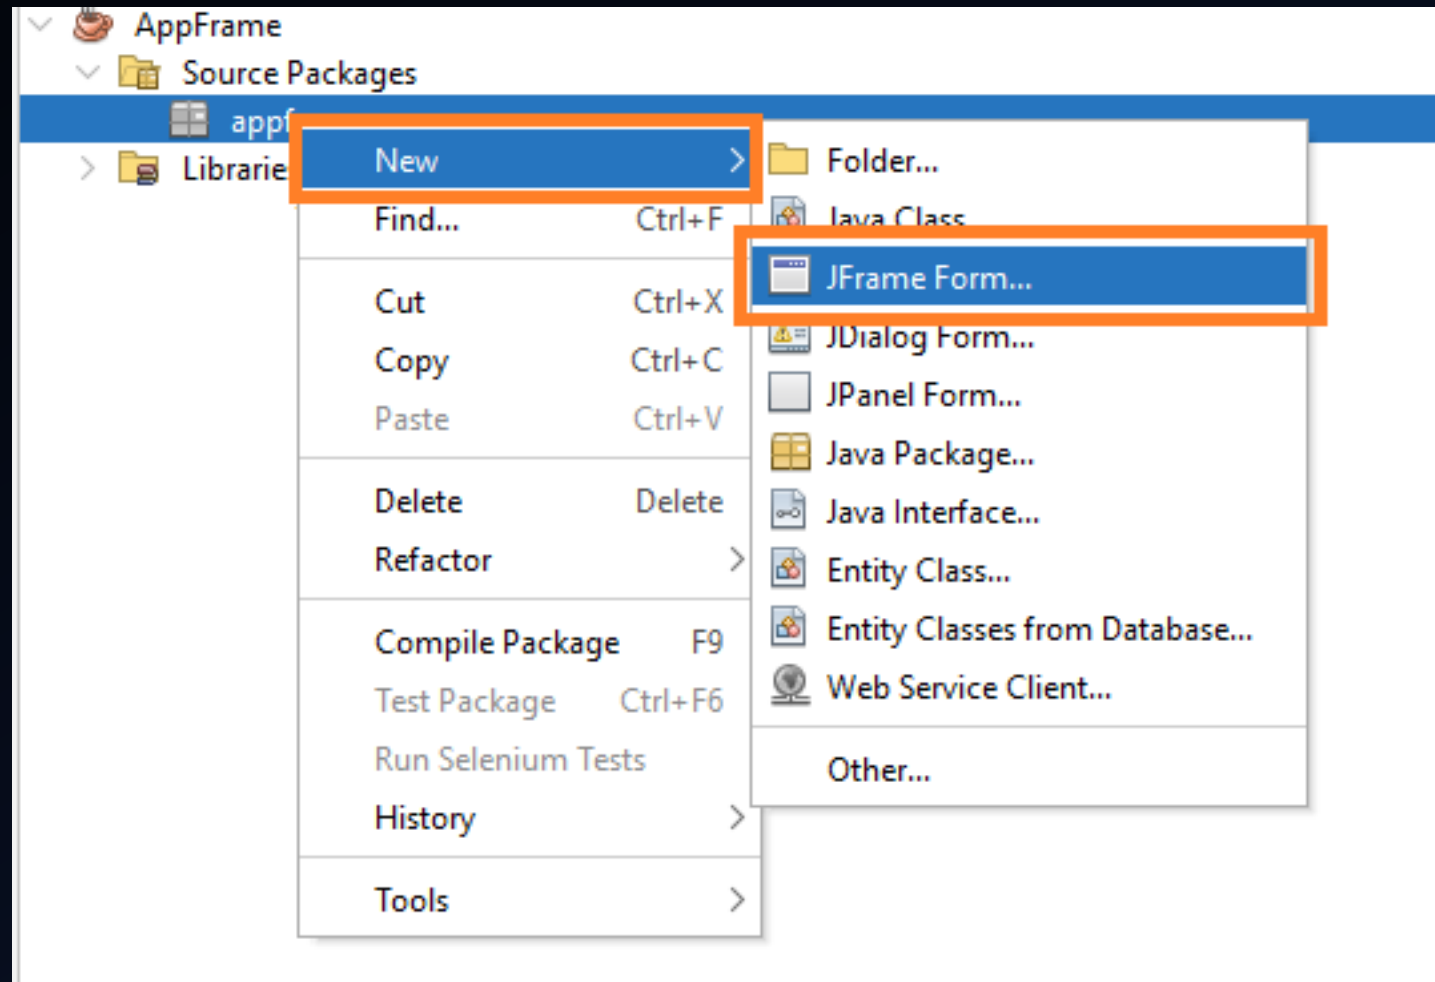 AppFrame
Source Packages
appf
Libraries
New
Find... Ctrl+F
Cut Ctrl+X
Copy Ctrl+C
Paste Ctrl+V
Delete Delete
Refactor
Compile Package F9
Test Package Ctrl+F6
Run Selenium Tests
History
Tools
Folder...
Java Class
JFrame Form...
JDialog Form...
JPanel Form...
Java Package...
Java Interface...
Entity Class...
Entity Classes from Database...
Web Service Client...
Other...